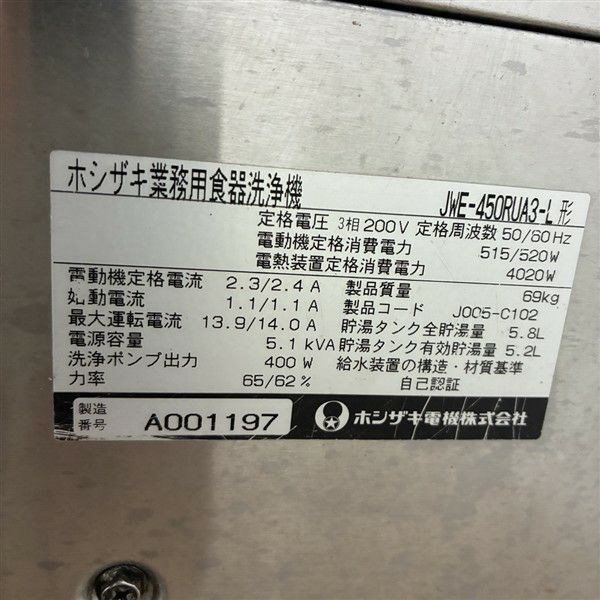 ホシザキ業務用食器洗浄機 JWE-450RUA3-L 形
定格電圧 3相 200V 定格周波数 50/60Hz
電動機定格消費電力 515/520W
電熱装置定格消費電力 4020W
電動機定格電流 2.3/2.4 A 製品質量 69kg
始動電流 1.1/1.1 A 製品コード J005-C102
最大運転電流 13.9/14.0 A 貯湯タンク全貯湯量 5.8L
電源容量 5.1 kVA 貯湯タンク有効貯湯量 5.2L
洗浄ポンプ出力 400 W 給水装置の構造・材質基準
力率 65/62 % 自己認証
製造番号 A001197 ホシザキ電機株式会社